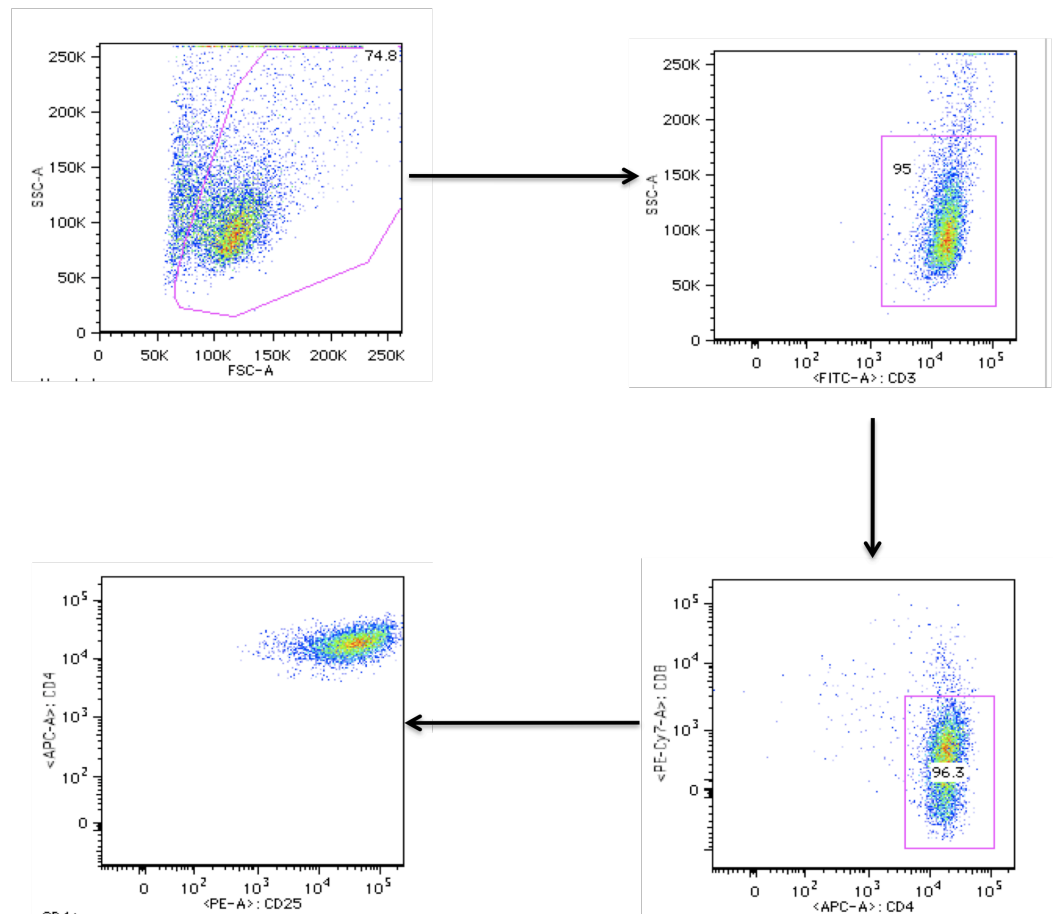 250K
200K
150K
100K
50K
0
SSC-A
74.8
0 50K 100K 150K 200K 250K
FSC-A
250K
200K
150K
100K
50K
0
SSC-A
95
0 10² 10³ 10⁴ 10⁵
<FITC-A>: CD3
10⁵
10⁴
10³
10²
0
<APC-A>: CD4
0 10² 10³ 10⁴ 10⁵
<PE-A>: CD25
10⁵
10⁴
10³
0
<PE-Cy7-A>: CD8
96.3
0 10² 10³ 10⁴ 10⁵
<APC-A>: CD4